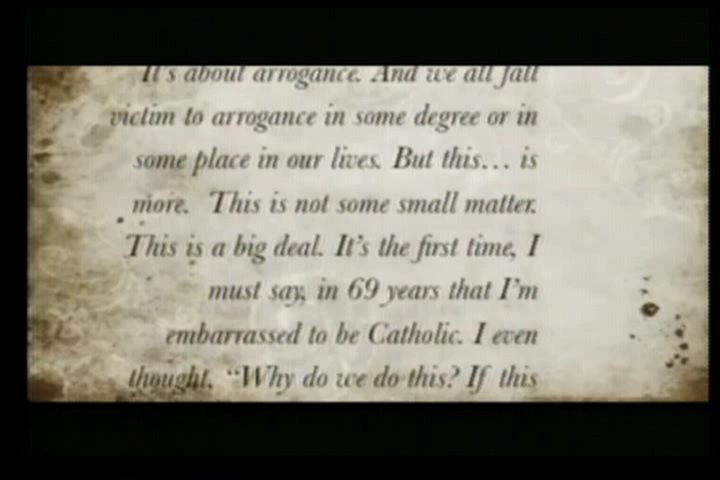 It's about arrogance. And we all fall
victim to arrogance in some degree or in
some place in our lives. But this... is
more. This is not some small matter.
This is a big deal. It's the first time, I
must say, in 69 years that I'm
embarrassed to be Catholic. I even
thought, “Why do we do this? If this